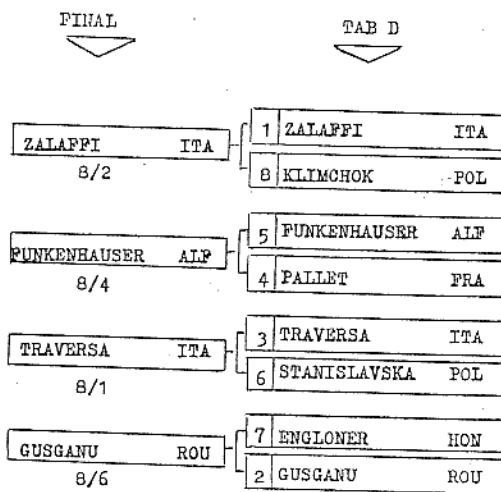 FINAL TAB D
1 ZALAFFI ITA
ZALAFFI ITA
8/2
8 KLIMCHOK POL
5 FUNKENHAUSER ALF
FUNKENHAUSER ALF
8/4
4 PALLET FRA
3 TRAVERSA ITA
TRAVERSA ITA
8/1
6 STANISLAVSKA POL
7 ENGLONER HON
GUSGANU ROU
8/6
2 GUSGANU ROU